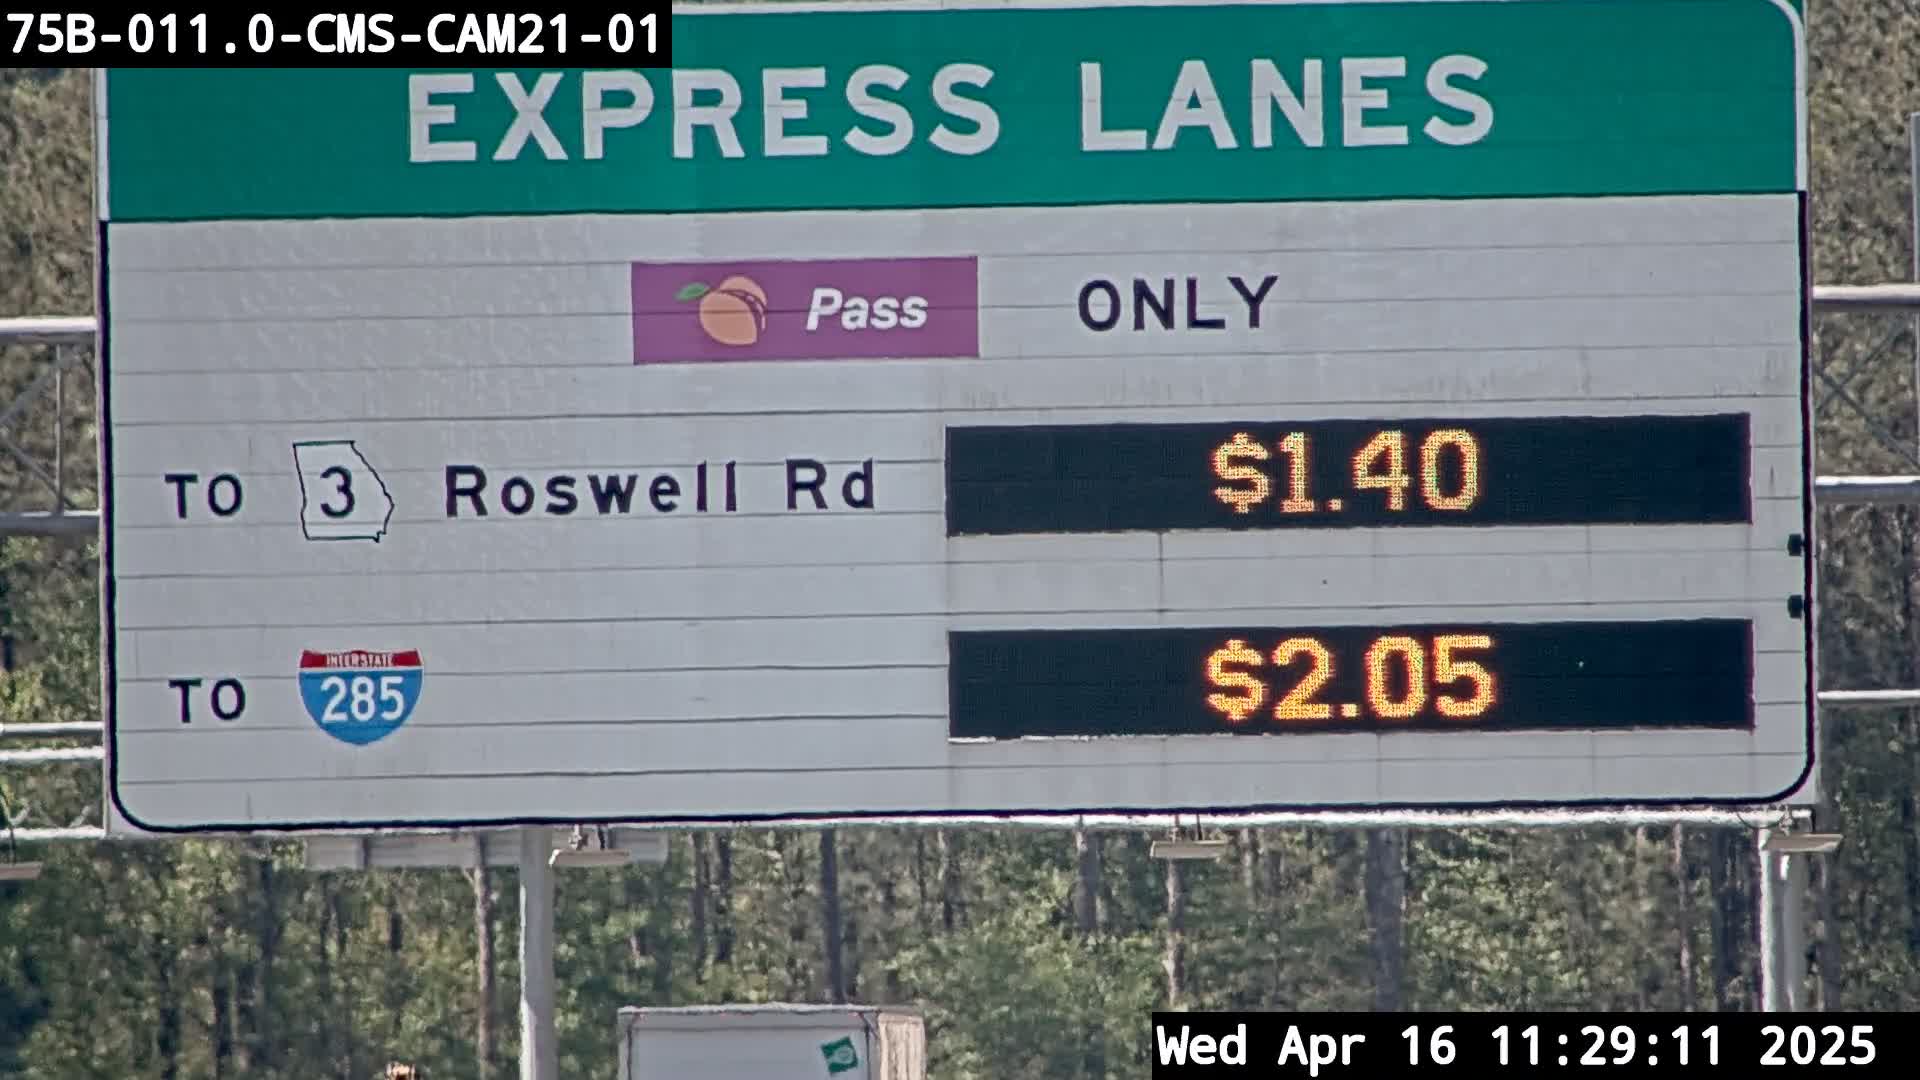 75B-011.0-CMS-CAM21-01
EXPRESS LANES
Pass ONLY
TO 3 Roswell Rd $1.40
INTERSTATE
TO 285 $2.05
Wed Apr 16 11:29:11 2025